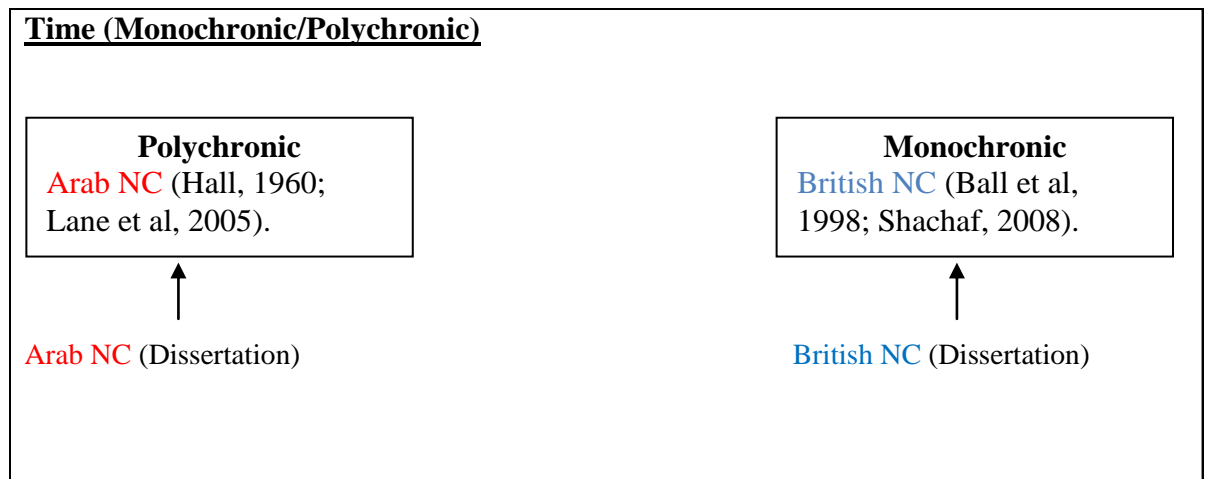 Time (Monochronic/Polychronic)
Polychronic
Arab NC (Hall, 1960;
Lane et al, 2005).
Monochronic
British NC (Ball et al,
1998; Shachaf, 2008).
Arab NC (Dissertation)
British NC (Dissertation)